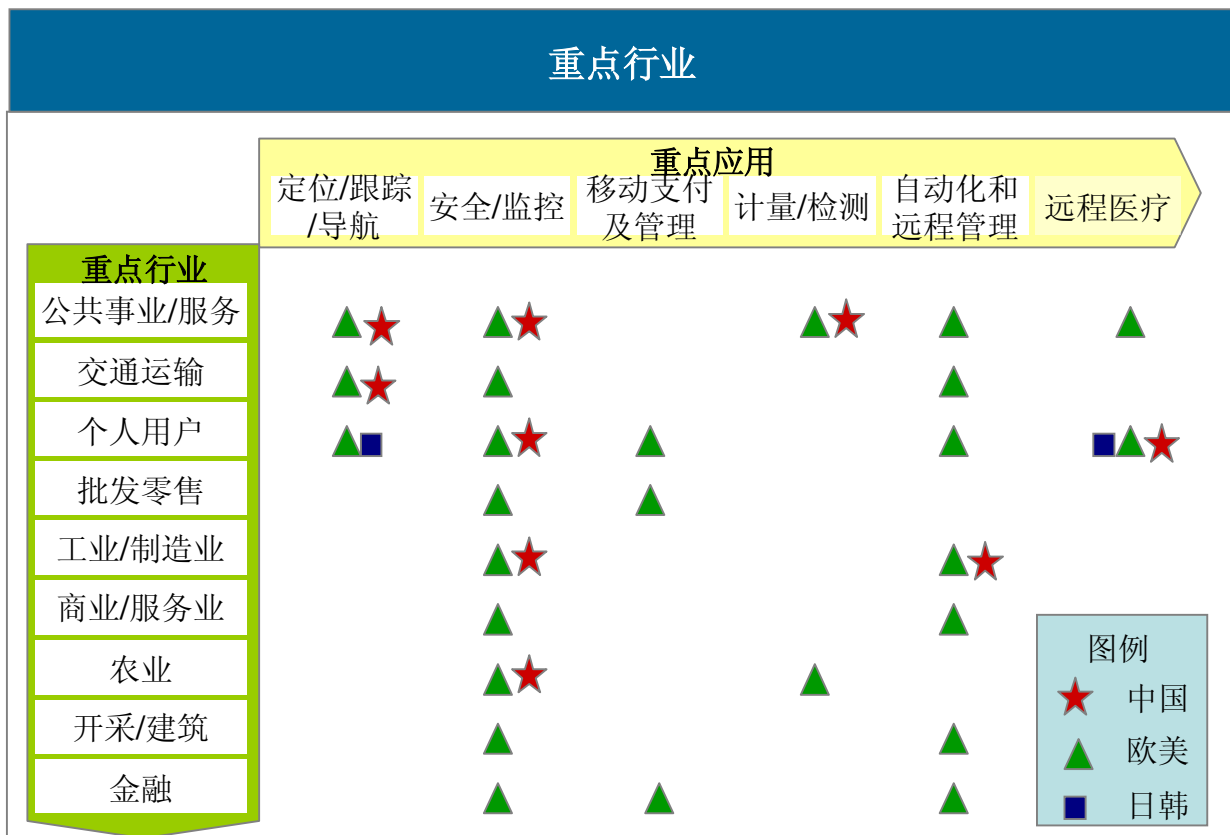 重点行业
重点应用
定位/跟踪
/导航
安全/监控
移动支付
及管理
计量/检测
自动化和
远程管理
远程医疗
重点行业
公共事业/服务
交通运输
个人用户
批发零售
工业/制造业
商业/服务业
农业
开采/建筑
金融
图例
中国
欧美
日韩